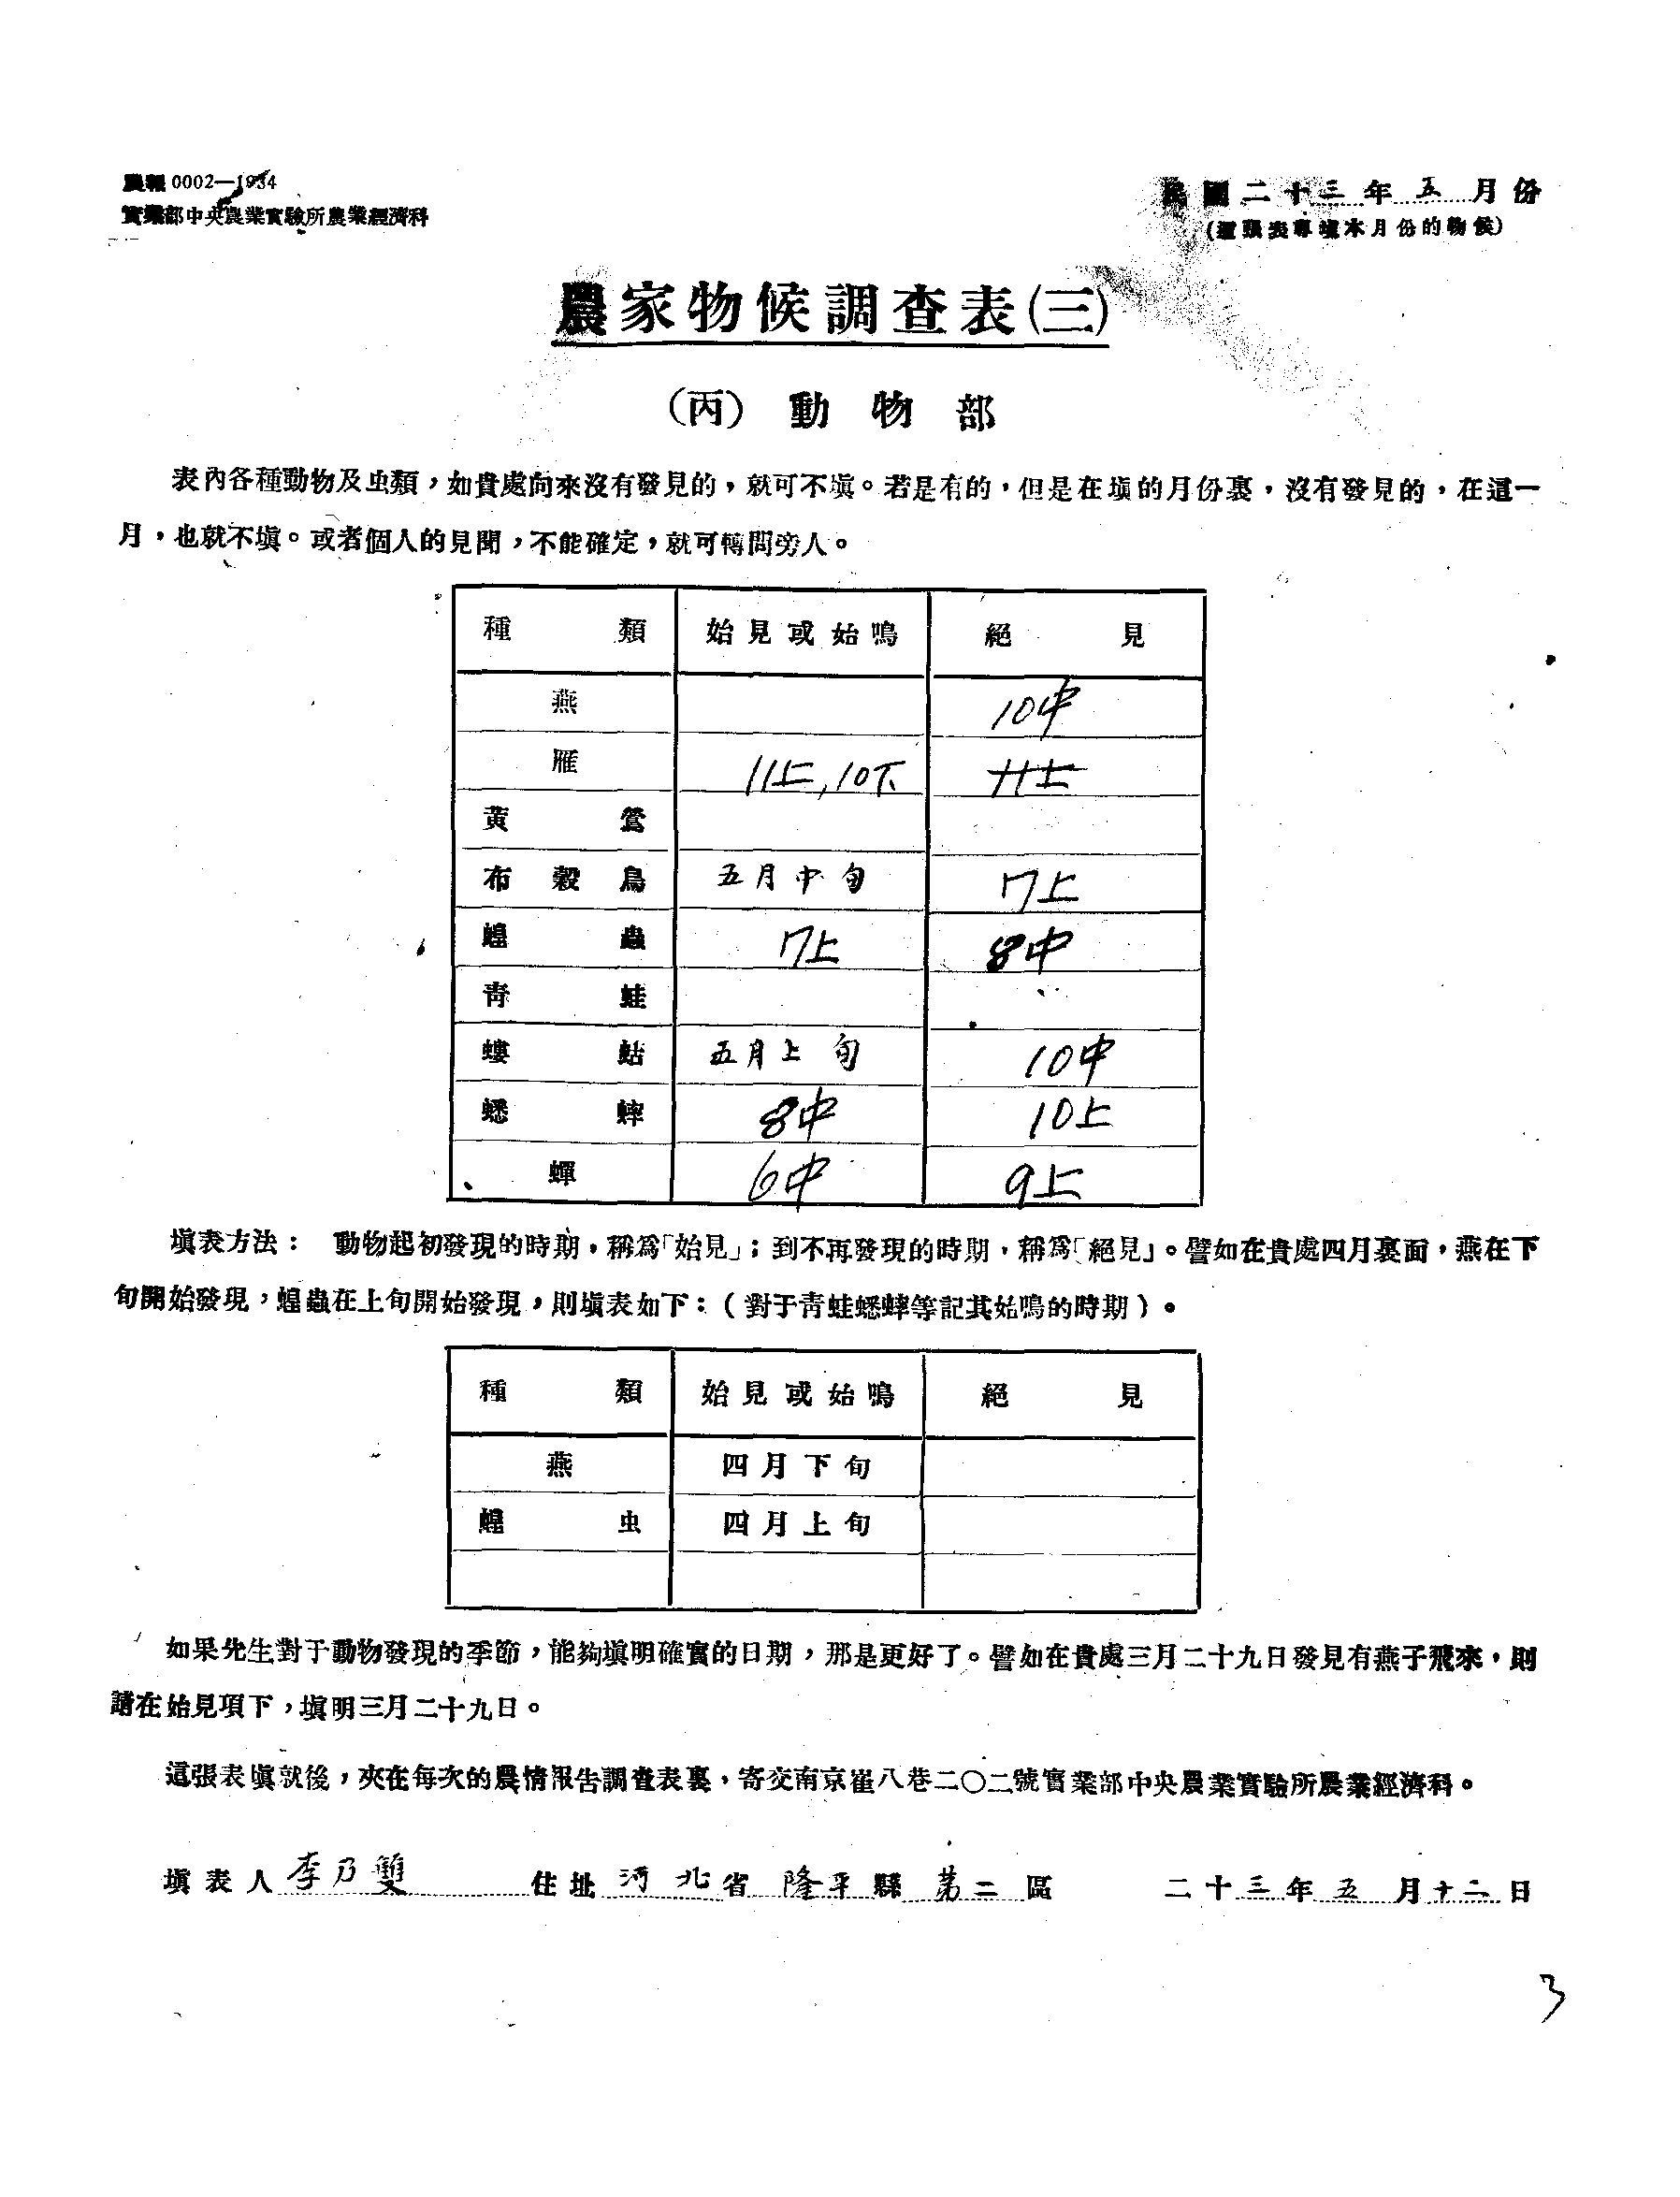 農報 0002—1934
實業部中央農業實驗所農業經濟科
民國二十三年五月份
(這張表專塡本月份的物候)
農家物候調查表(三)
(丙) 動物部
表內各種動物及虫類，如貴處向來沒有發見的，就可不塡。若是有的，但是在塡的月份裏，沒有發見的，在這一
月，也就不塡。或者個人的見聞，不能確定，就可轉問旁人。
種類 始見或始鳴 絕見
燕 10中
雁 11上,10下 11上
黃鶯
布穀鳥 五月中旬 7上
蝗蟲 7上 8中
靑蛙
螻蛄 五月上旬 10中
蟋蟀 8中 10上
蟬 6中 9上
塡表方法： 動物起初發現的時期，稱爲「始見」；到不再發現的時期，稱爲「絕見」。譬如在貴處四月裏面，燕在下
旬開始發現，蝗蟲在上旬開始發現，則塡表如下：(對于靑蛙蟋蟀等記其始鳴的時期)。
種類 始見或始鳴 絕見
燕 四月下旬
蝗虫 四月上旬
如果先生對于動物發現的季節，能夠塡明確實的日期，那是更好了。譬如在貴處三月二十九日發見有燕子飛來，則
請在始見項下，塡明三月二十九日。
這張表塡就後，夾在每次的農情報告調查表裏，寄交南京崔八巷二〇二號實業部中央農業實驗所農業經濟科。
塡表人 李乃雙 住址 河北省 隆平縣 第二區 二十三年五月十二日
3